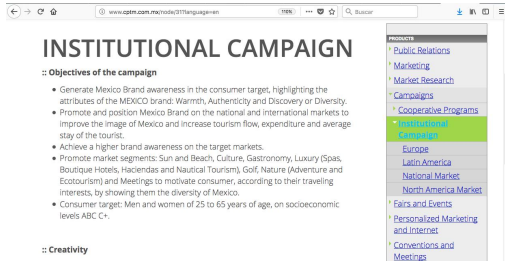 www.cptm.com.mx/node/31?language=en
110%
Buscar
INSTITUTIONAL CAMPAIGN
:: Objectives of the campaign
Generate Mexico Brand awareness in the consumer target, highlighting the
attributes of the MEXICO brand: Warmth, Authenticity and Discovery or Diversity.
Promote and position Mexico Brand on the national and international markets to
improve the image of Mexico and increase tourism flow, expenditure and average
stay of the tourist.
Achieve a higher brand awareness on the target markets.
Promote market segments: Sun and Beach, Culture, Gastronomy, Luxury (Spas,
Boutique Hotels, Haciendas and Nautical Tourism), Golf, Nature (Adventure and
Ecotourism) and Meetings to motivate consumer, according to their traveling
interests, by showing them the diversity of Mexico.
Consumer target: Men and women of 25 to 65 years of age, on socioeconomic
levels ABC C+.
:: Creativity
PRODUCTS
Public Relations
Marketing
Market Research
Campaigns
Cooperative Programs
Institutional
Campaign
Europe
Latin America
National Market
North America Market
Fairs and Events
Personalized Marketing
and Internet
Conventions and
Meetings